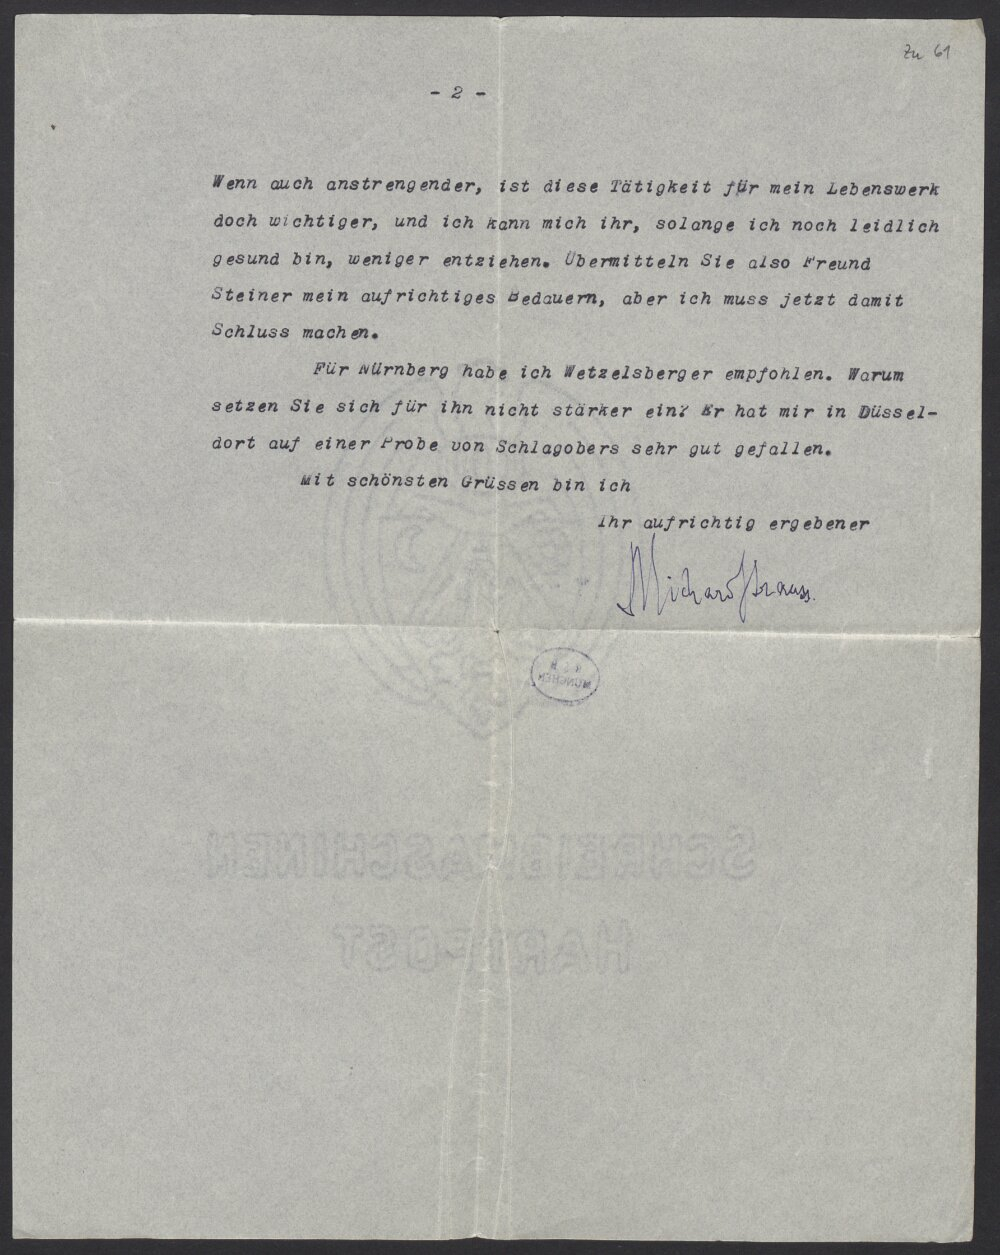 Zu 61
- 2 -
Wenn auch anstrengender, ist diese Tätigkeit für mein Lebenswerk
doch wichtiger, und ich kann mich ihr, solange ich noch leidlich
gesund bin, weniger entziehen. Übermitteln Sie also Freund
Steiner mein aufrichtiges Bedauern, aber ich muss jetzt damit
Schluss machen.
Für Nürnberg habe ich Wetzelsberger empfohlen. Warum
setzen Sie sich für ihn nicht stärker ein? Er hat mir in Düssel-
dort auf einer Probe von Schlagobers sehr gut gefallen.
Mit schönsten Grüssen bin ich
Ihr aufrichtig ergebener
Richard Strauss.
MÜNCHEN
SCHREIBMASCHINEN
HARTPOST